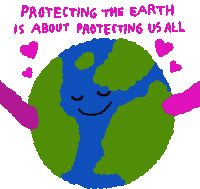 PROTECTING THE EARTH
IS ABOUT PROTECTING US ALL